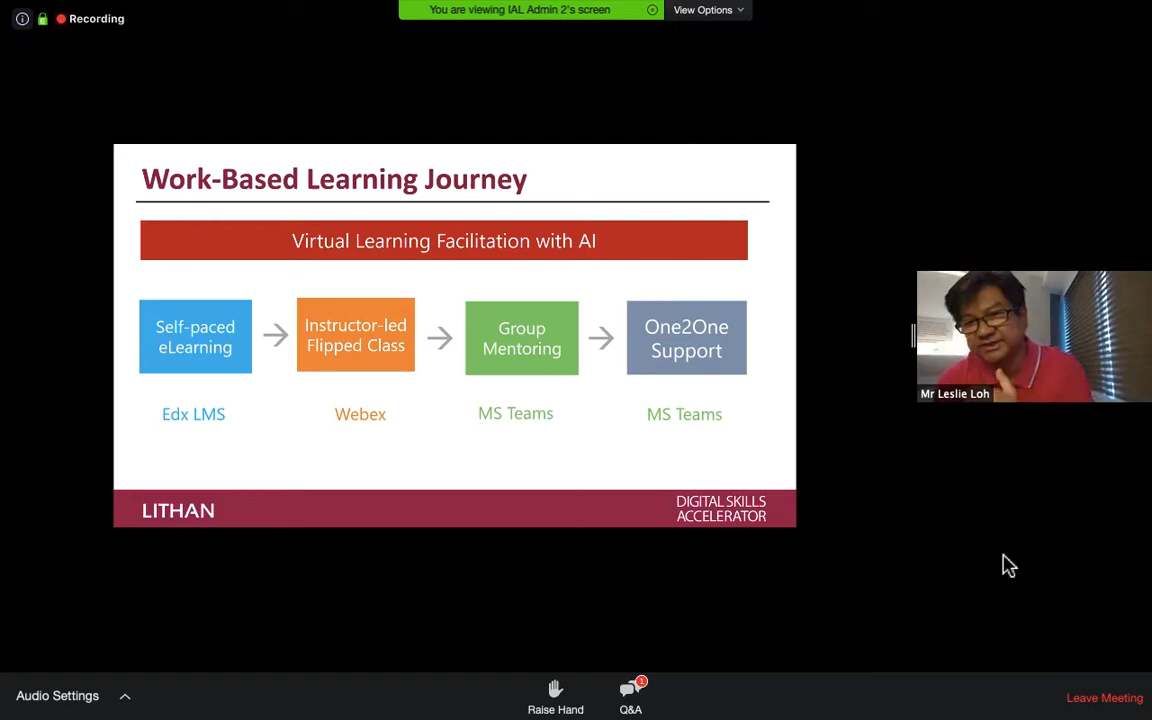 Recording
You are viewing IAL Admin 2's screen
View Options
Work-Based Learning Journey
Virtual Learning Facilitation with AI
Self-paced
eLearning
Instructor-led
Flipped Class
Group
Mentoring
One2One
Support
Edx LMS
Webex
MS Teams
MS Teams
LITHAN
DIGITAL SKILLS
ACCELERATOR
Mr Leslie Loh
Audio Settings
Raise Hand
1
Q&A
Leave Meeting